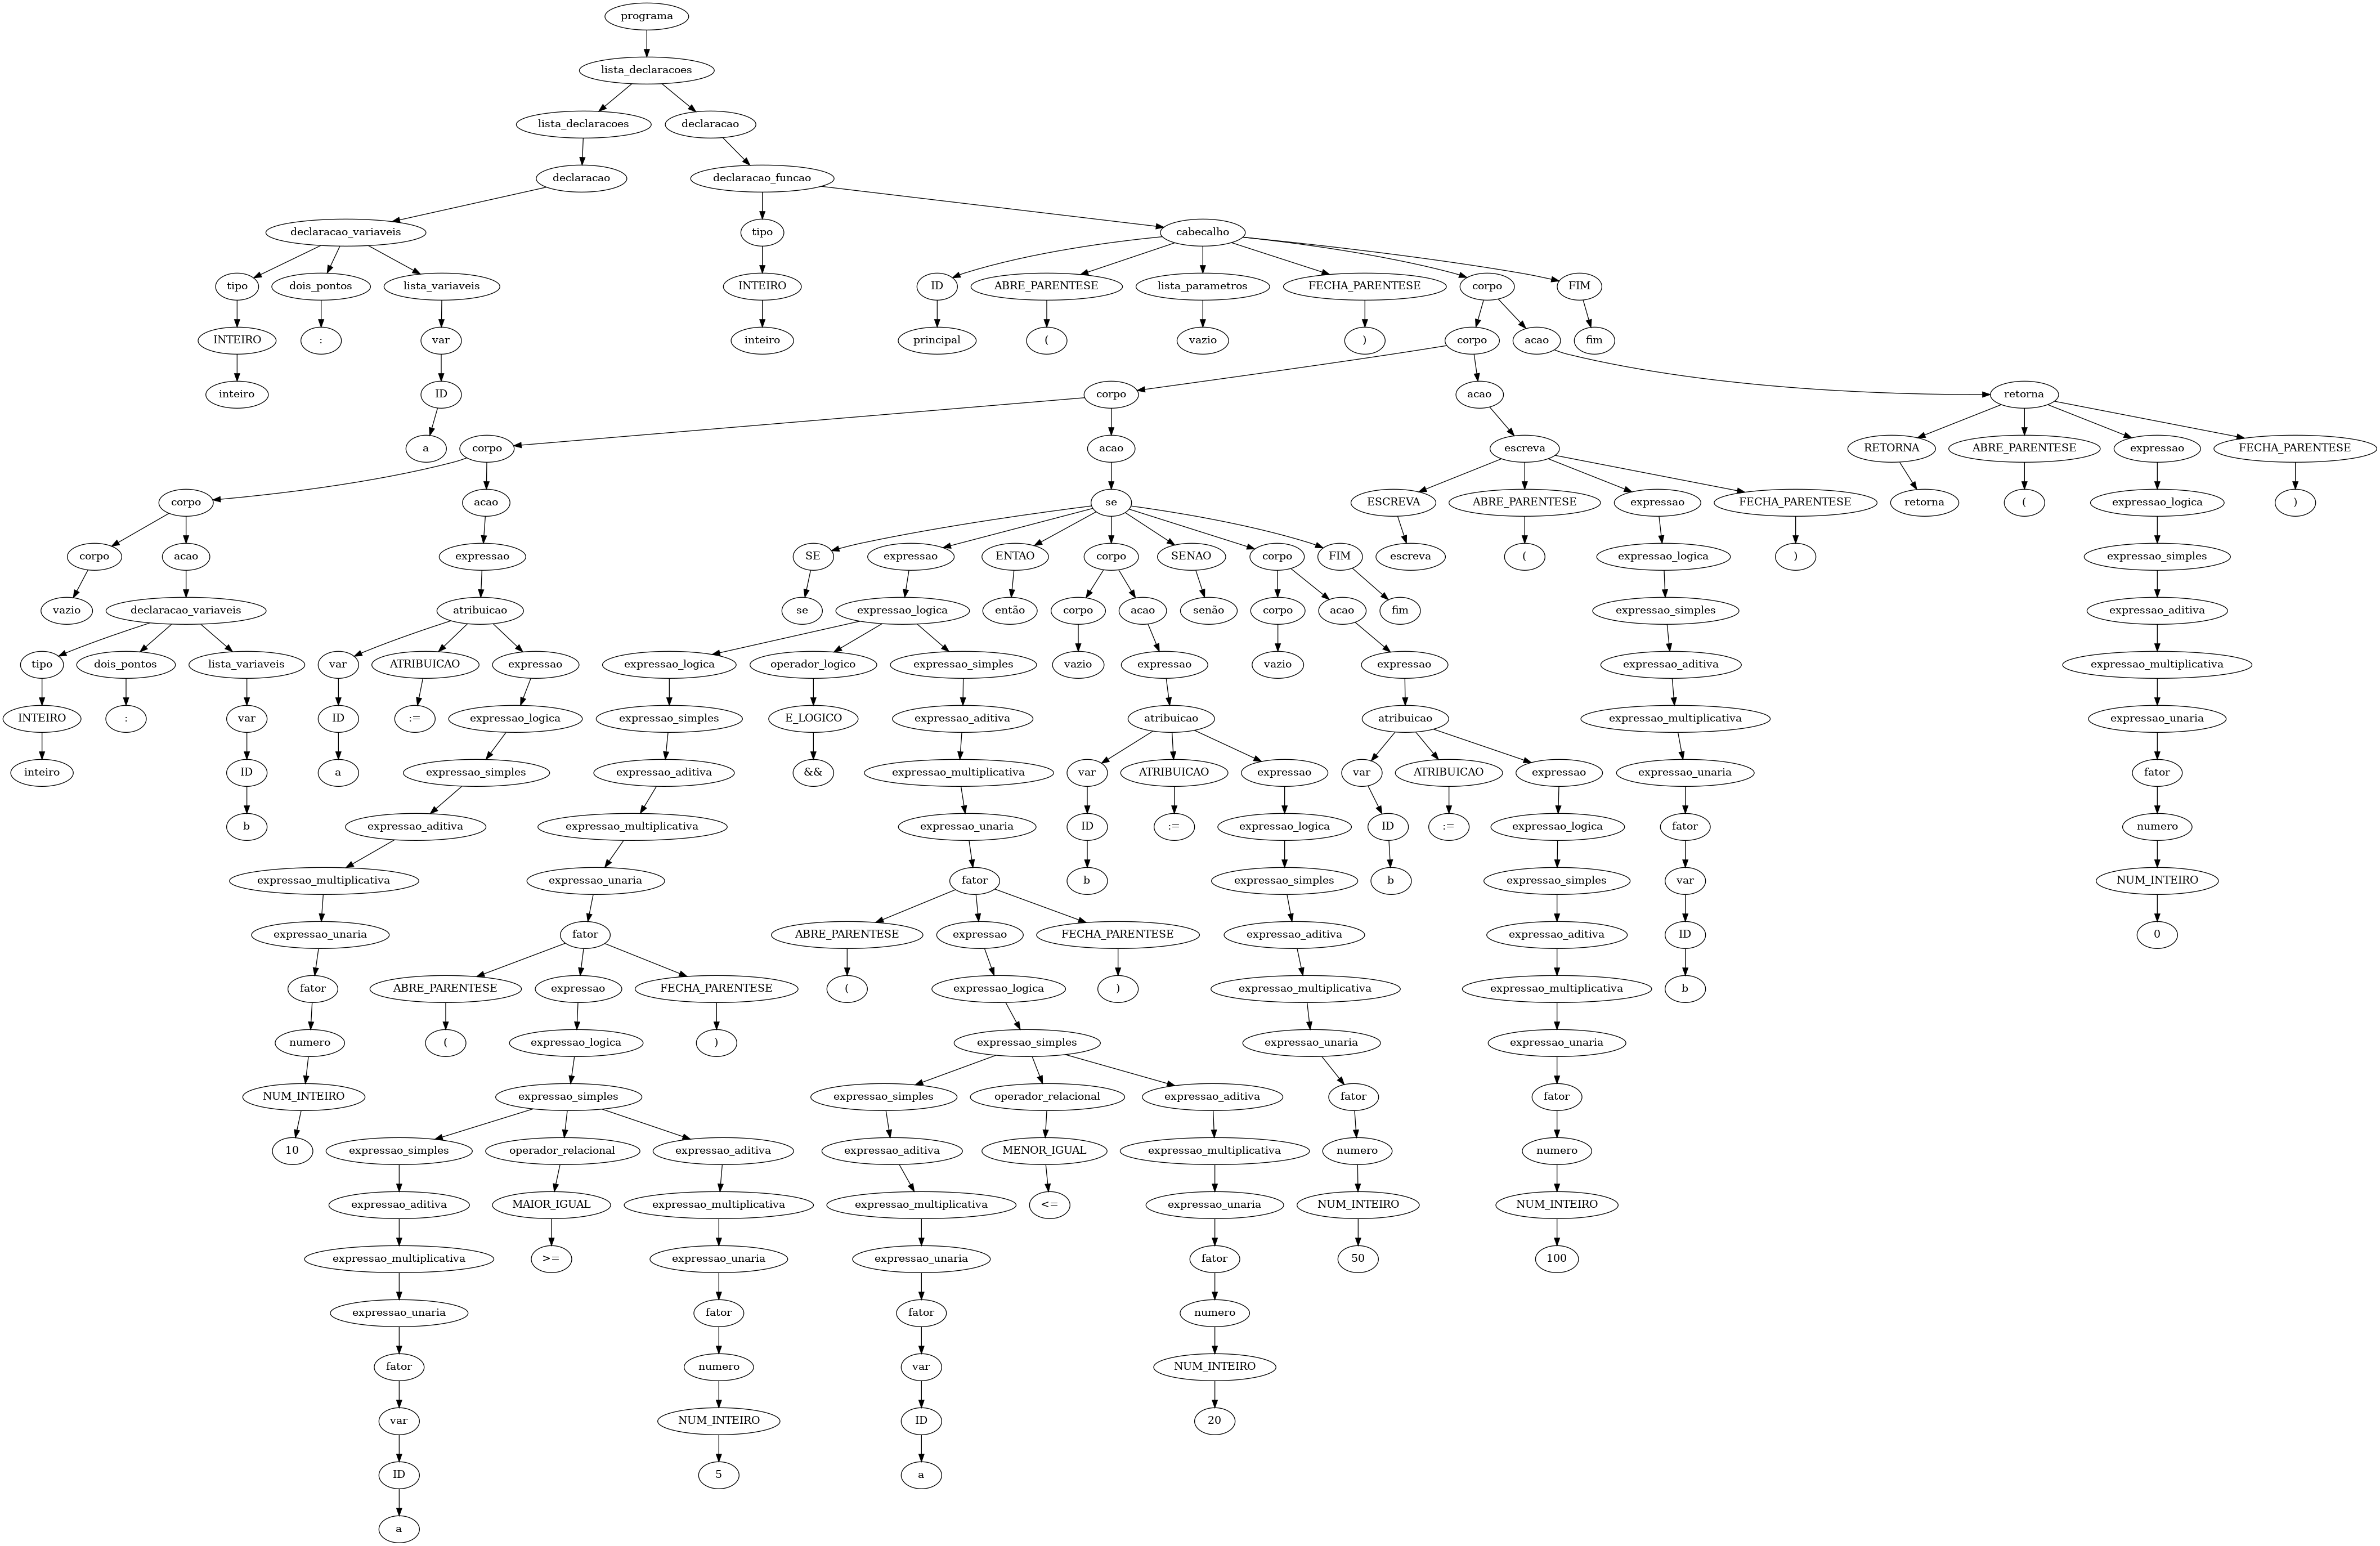 programa
lista_declaracoes
lista_declaracoes declaracao
declaracao declaracao_funcao
declaracao_variaveis tipo cabecalho
tipo dois_pontos lista_variaveis INTEIRO ID ABRE_PARENTESE lista_parametros FECHA_PARENTESE corpo FIM
INTEIRO : var inteiro principal ( vazio ) corpo acao fim
inteiro ID corpo acao retorna
a corpo acao escreva RETORNA ABRE_PARENTESE expressao FECHA_PARENTESE
corpo acao se ESCREVA ABRE_PARENTESE expressao FECHA_PARENTESE retorna ( expressao_logica )
corpo acao expressao SE expressao ENTAO corpo SENAO corpo FIM escreva ( expressao_logica ) expressao_simples
vazio declaracao_variaveis atribuicao se expressao_logica então corpo acao senão corpo acao fim expressao_simples expressao_aditiva
tipo dois_pontos lista_variaveis var ATRIBUICAO expressao expressao_logica operador_logico expressao_simples vazio expressao vazio expressao expressao_aditiva expressao_multiplicativa
INTEIRO : var ID := expressao_logica expressao_simples E_LOGICO expressao_aditiva atribuicao atribuicao expressao_multiplicativa expressao_unaria
inteiro ID a expressao_simples expressao_aditiva && expressao_multiplicativa var ATRIBUICAO expressao var ATRIBUICAO expressao expressao_unaria fator
b expressao_aditiva expressao_multiplicativa expressao_unaria ID := expressao_logica ID := expressao_logica fator numero
expressao_multiplicativa expressao_unaria fator b expressao_simples b expressao_simples var NUM_INTEIRO
expressao_unaria fator ABRE_PARENTESE expressao FECHA_PARENTESE expressao_aditiva expressao_aditiva ID 0
fator ABRE_PARENTESE expressao FECHA_PARENTESE ( expressao_logica ) expressao_multiplicativa expressao_multiplicativa b
numero ( expressao_logica ) expressao_simples expressao_unaria expressao_unaria
NUM_INTEIRO expressao_simples expressao_simples operador_relacional expressao_aditiva fator fator
10 expressao_simples operador_relacional expressao_aditiva expressao_aditiva MENOR_IGUAL expressao_multiplicativa numero numero
expressao_aditiva MAIOR_IGUAL expressao_multiplicativa expressao_multiplicativa <= expressao_unaria NUM_INTEIRO NUM_INTEIRO
expressao_multiplicativa >= expressao_unaria expressao_unaria fator 50 100
expressao_unaria fator fator numero
fator numero var NUM_INTEIRO
var NUM_INTEIRO ID 20
ID 5 a
a